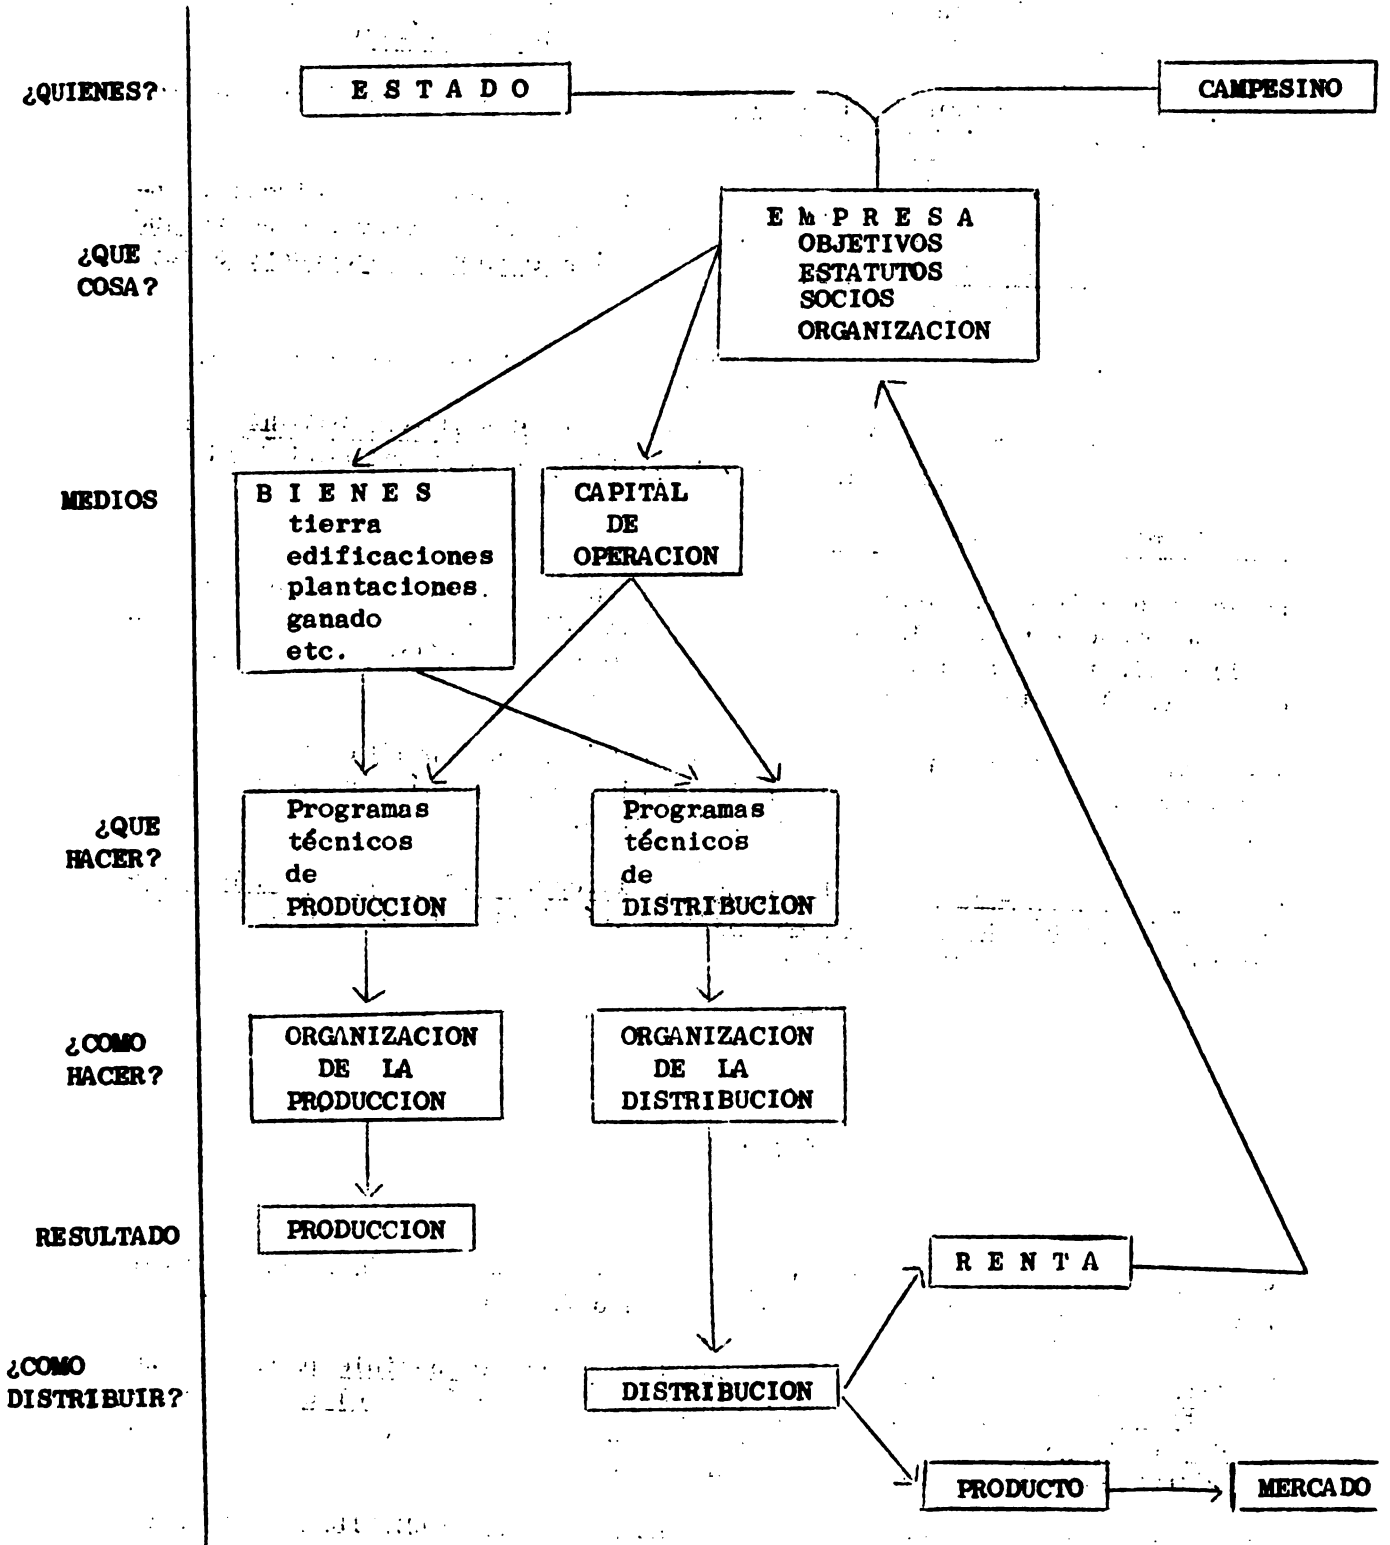 ¿QUIENES?
E S T A D O
CAMPESINO
¿QUE
COSA?
E M P R E S A
OBJETIVOS
ESTATUTOS
SOCIOS
ORGANIZACION
MEDIOS
B I E N E S
tierra
edificaciones
plantaciones
ganado
etc.
CAPITAL
DE
OPERACION
¿QUE
HACER?
Programas
técnicos
de
PRODUCCION
Programas
técnicos
de
DISTRIBUCION
¿COMO
HACER?
ORGANIZACION
DE LA
PRODUCCION
ORGANIZACION
DE LA
DISTRIBUCION
RESULTADO
PRODUCCION
R E N T A
¿COMO
DISTRIBUIR?
DISTRIBUCION
PRODUCTO
MERCADO